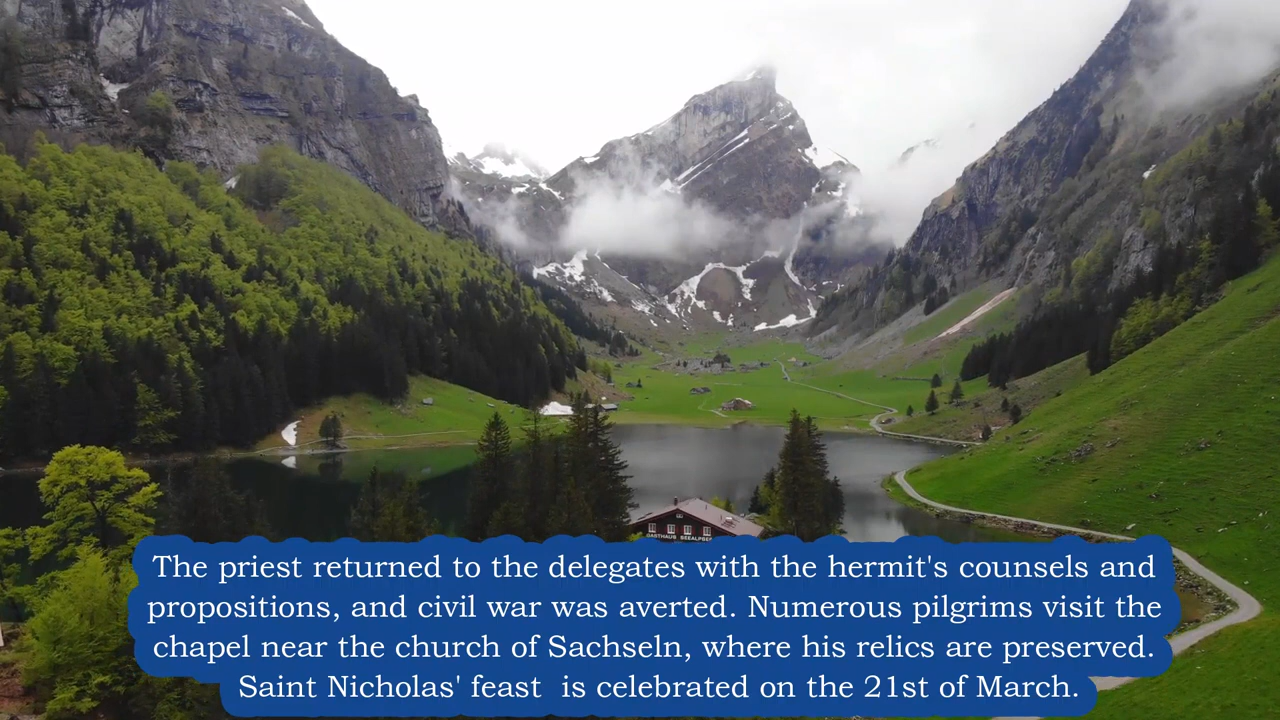 GASTHAUS SEEALPSEE
The priest returned to the delegates with the hermit's counsels and
propositions, and civil war was averted. Numerous pilgrims visit the
chapel near the church of Sachseln, where his relics are preserved.
Saint Nicholas' feast  is celebrated on the 21st of March.